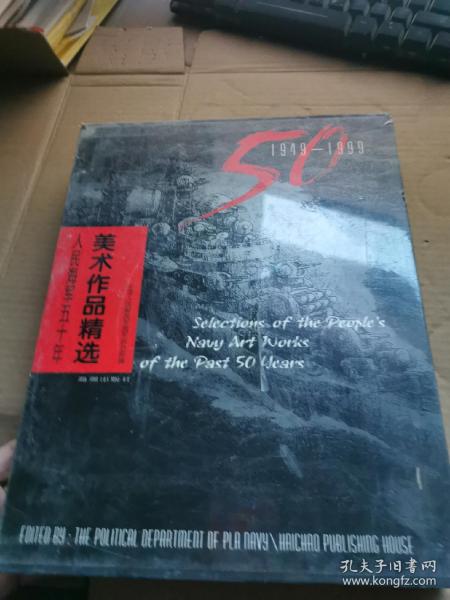 50
1949—1999
美术作品精选
人民海军五十年
Selections of the People's
Navy Art Works
of the Past 50 Years
海潮出版社
EDITED BY : THE POLITICAL DEPARTMENT OF PLA NAVY \ HAICHAO PUBLISHING HOUSE
孔夫子旧书网
www.kongfz.com